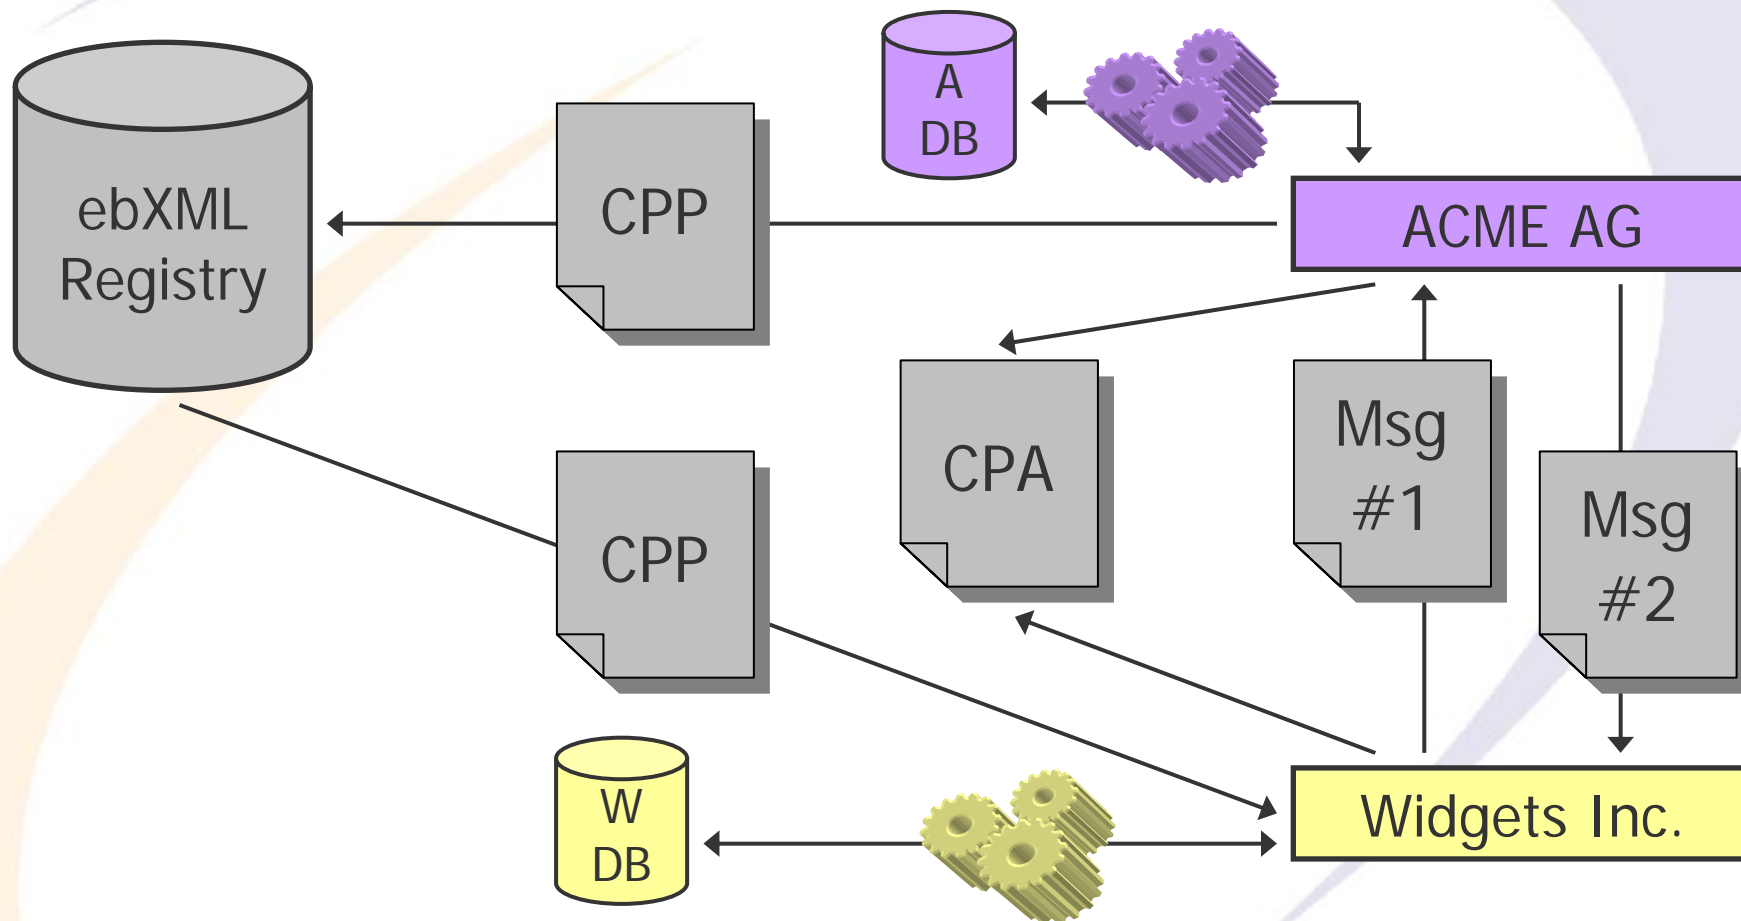 A
DB
ebXML
Registry
CPP
ACME AG
CPA
Msg
#1
Msg
#2
CPP
W
DB
Widgets Inc.